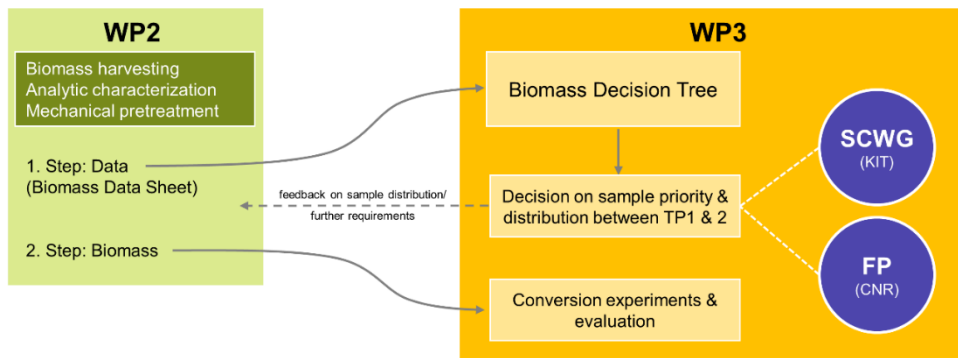 WP2
Biomass harvesting
Analytic characterization
Mechanical pretreatment
1. Step: Data
(Biomass Data Sheet)
2. Step: Biomass
feedback on sample distribution/
further requirements
WP3
Biomass Decision Tree
Decision on sample priority &
distribution between TP1 & 2
Conversion experiments &
evaluation
SCWG
(KIT)
FP
(CNR)